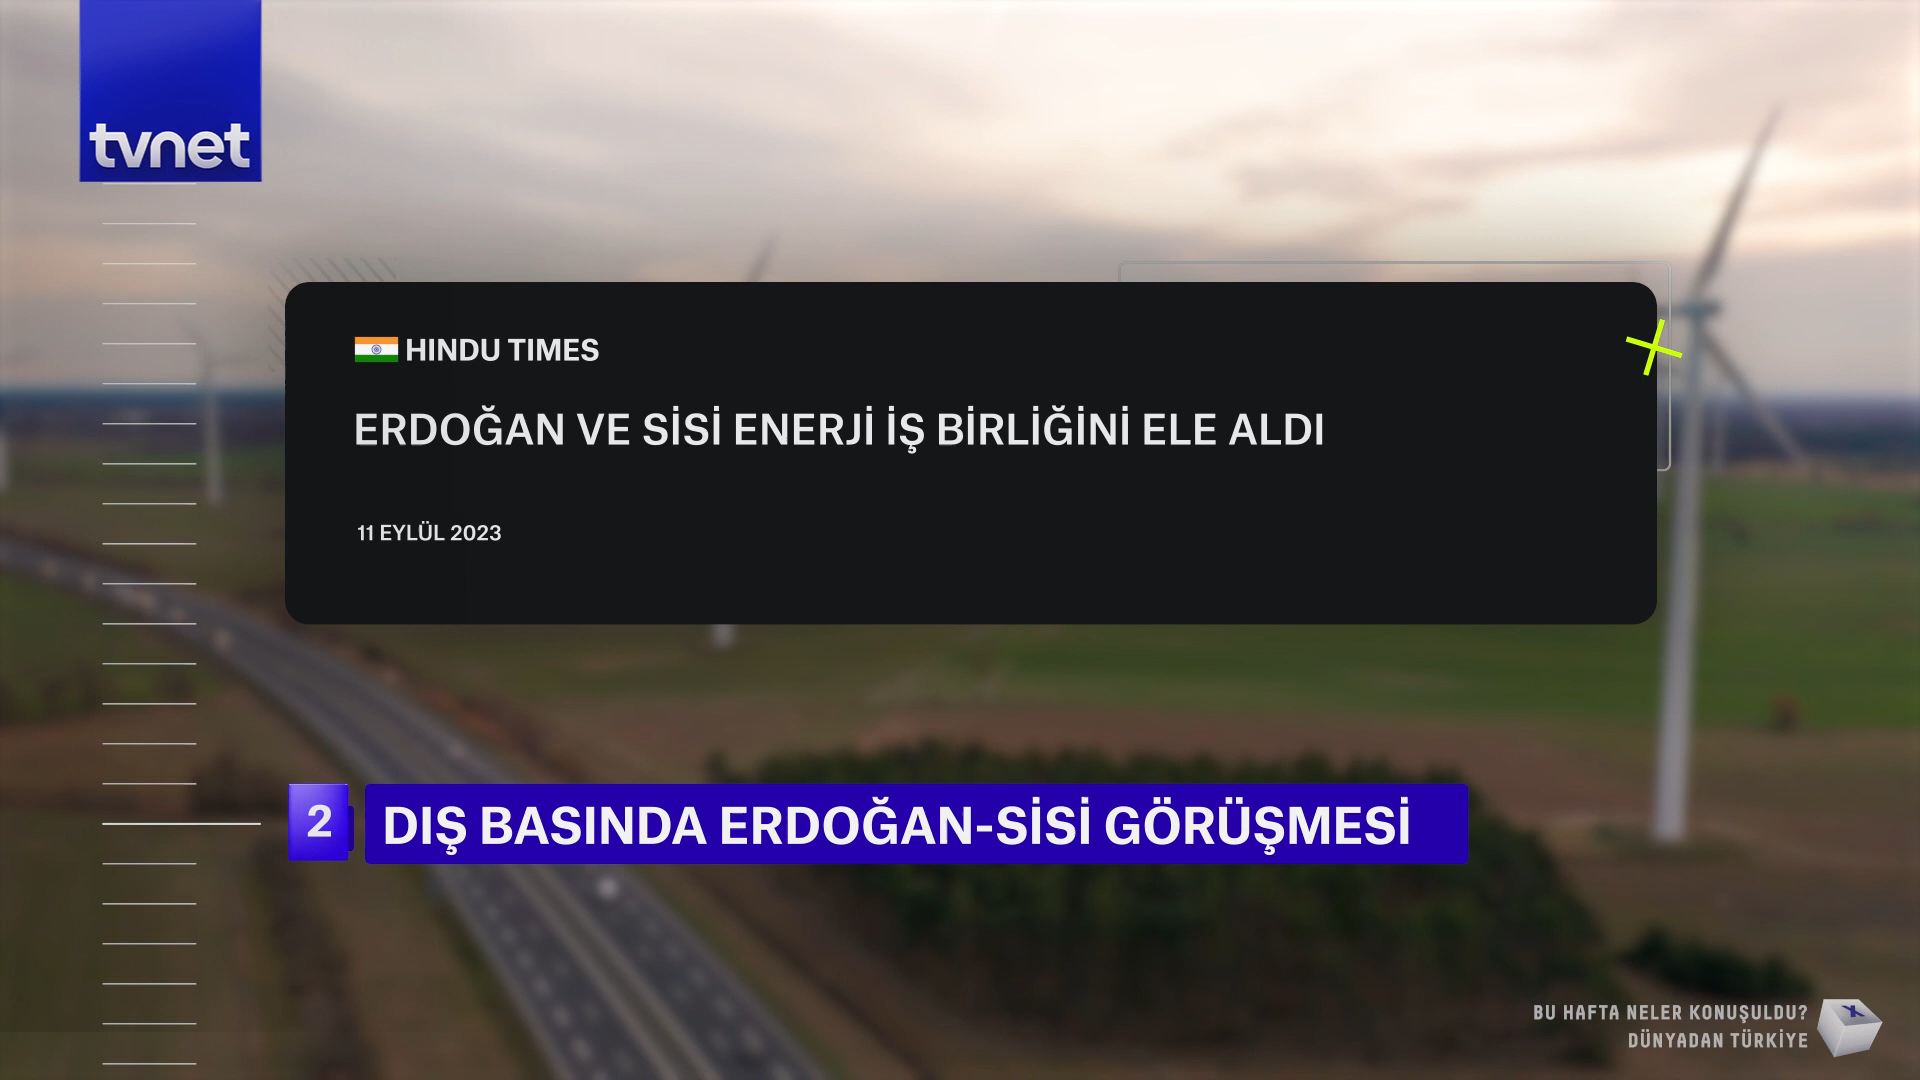 tvnet
HINDU TIMES
ERDOĞAN VE SİSİ ENERJİ İŞ BİRLİĞİNİ ELE ALDI
11 EYLÜL 2023
2
DIŞ BASINDA ERDOĞAN-SİSİ GÖRÜŞMESİ
BU HAFTA NELER KONUŞULDU?
DÜNYADAN TÜRKİYE